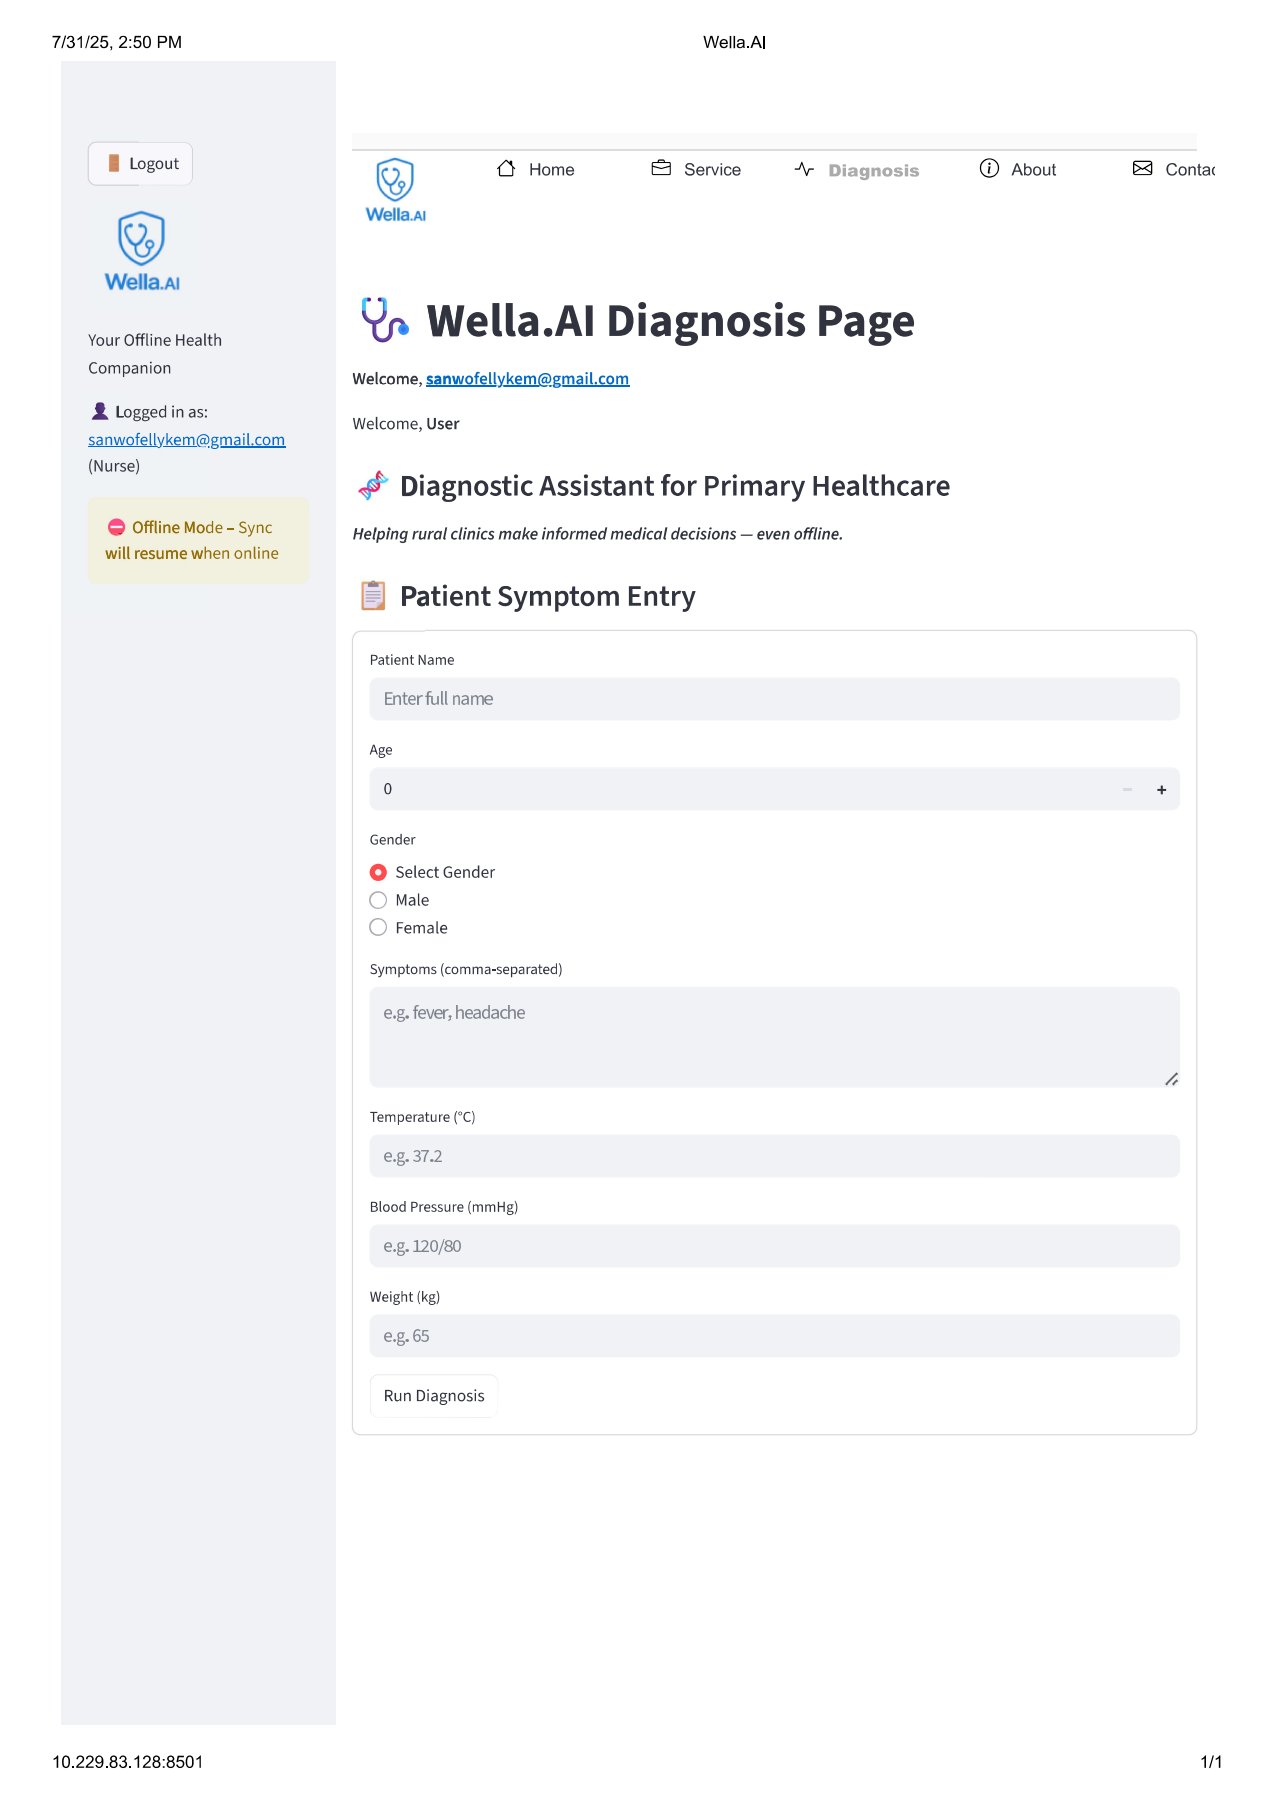 7/31/25, 2:50 PM
Wella.AI
Logout
Wella.AI
Your Offline Health
Companion
Logged in as:
sanwofellykem@gmail.com
(Nurse)
Offline Mode – Sync
will resume when online
Wella.AI
Home
Service
Diagnosis
About
Contac
Wella.AI Diagnosis Page
Welcome, sanwofellykem@gmail.com
Welcome, User
Diagnostic Assistant for Primary Healthcare
Helping rural clinics make informed medical decisions — even offline.
Patient Symptom Entry
Patient Name
Enter full name
Age
0 − +
Gender
Select Gender
Male
Female
Symptoms (comma-separated)
e.g. fever, headache
Temperature (°C)
e.g. 37.2
Blood Pressure (mmHg)
e.g. 120/80
Weight (kg)
e.g. 65
Run Diagnosis
10.229.83.128:8501
1/1